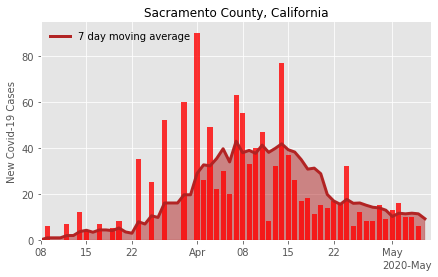 Sacramento County, California
7 day moving average
New Covid-19 Cases
80
60
40
20
0
08 15 22 Apr 08 15 22 May
2020-May